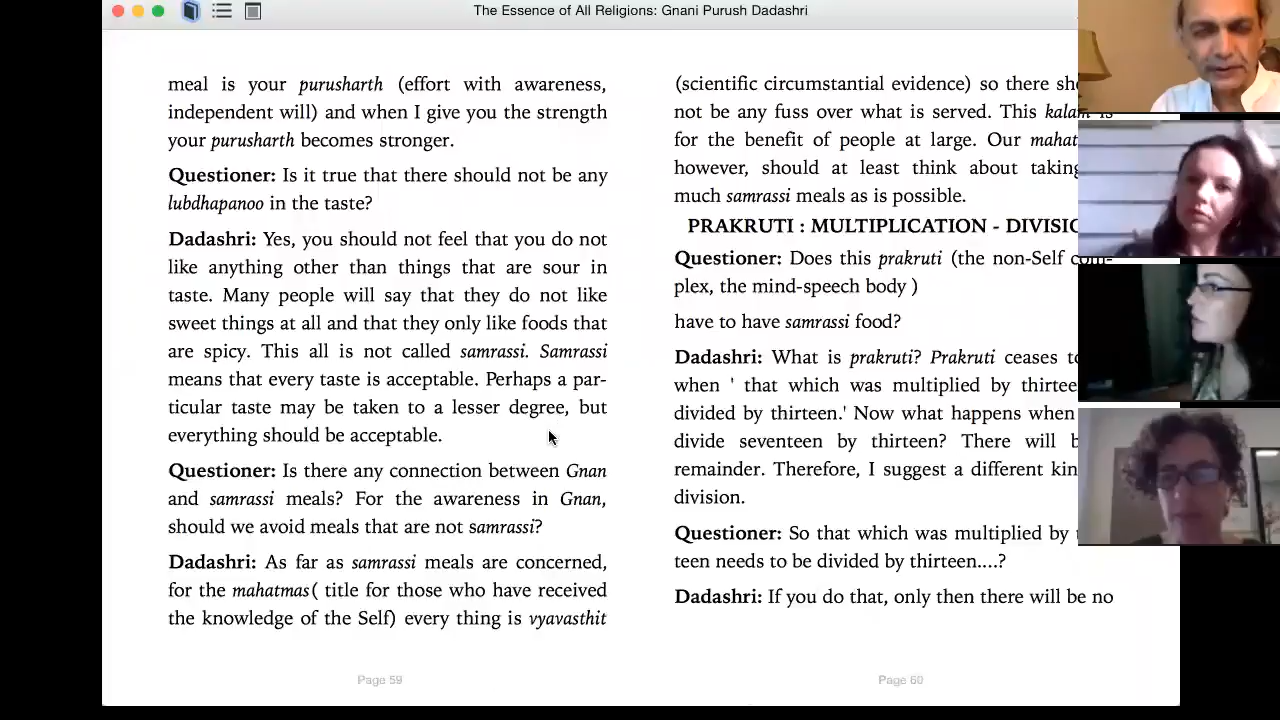 The Essence of All Religions: Gnani Purush Dadashri
meal is your purusharth (effort with awareness,
independent will) and when I give you the strength
your purusharth becomes stronger.
Questioner: Is it true that there should not be any
lubdhapanoo in the taste?
Dadashri: Yes, you should not feel that you do not
like anything other than things that are sour in
taste. Many people will say that they do not like
sweet things at all and that they only like foods that
are spicy. This all is not called samrassi. Samrassi
means that every taste is acceptable. Perhaps a par-
ticular taste may be taken to a lesser degree, but
everything should be acceptable.
Questioner: Is there any connection between Gnan
and samrassi meals? For the awareness in Gnan,
should we avoid meals that are not samrassi?
Dadashri: As far as samrassi meals are concerned,
for the mahatmas( title for those who have received
the knowledge of the Self) every thing is vyavasthit
Page 59
(scientific circumstantial evidence) so there
not be any fuss over what is served. This kalam is
for the benefit of people at large. Our
however, should at least think about
much samrassi meals as is possible.
PRAKRUTI : MULTIPLICATION -
Questioner: Does this prakruti (the non-Self com-
plex, the mind-speech body )
have to have samrassi food?
Dadashri: What is prakruti? Prakruti ceases
when ' that which was multiplied by
divided by thirteen.' Now what happens when
divide seventeen by thirteen? There will
remainder. Therefore, I suggest a different
division.
Questioner: So that which was multiplied by
teen needs to be divided by thirteen....?
Dadashri: If you do that, only then there will be no
Page 60